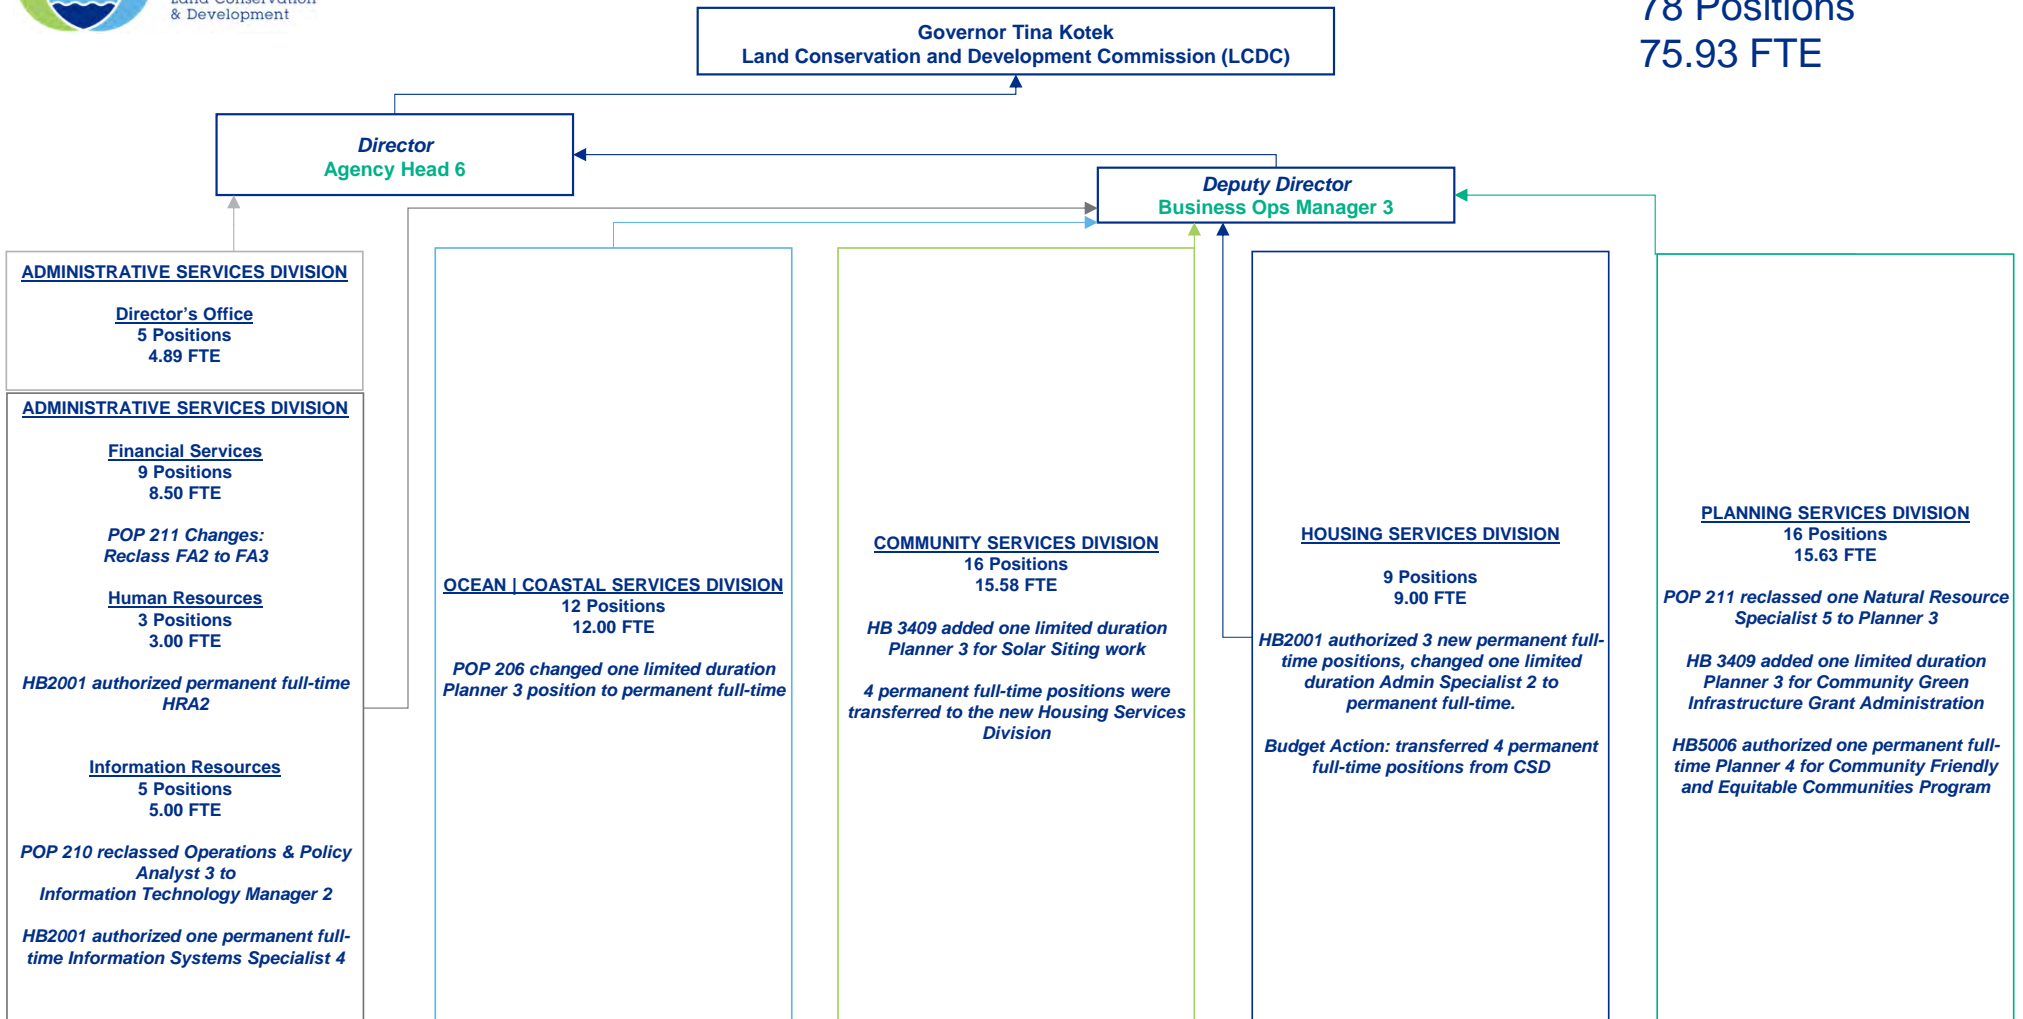 Land Conservation
& Development
78 Positions
75.93 FTE
Governor Tina Kotek
Land Conservation and Development Commission (LCDC)
Director
Agency Head 6
Deputy Director
Business Ops Manager 3
ADMINISTRATIVE SERVICES DIVISION
Director's Office
5 Positions
4.89 FTE
ADMINISTRATIVE SERVICES DIVISION
Financial Services
9 Positions
8.50 FTE
POP 211 Changes:
Reclass FA2 to FA3
Human Resources
3 Positions
3.00 FTE
HB2001 authorized permanent full-time
HRA2
Information Resources
5 Positions
5.00 FTE
POP 210 reclassed Operations & Policy
Analyst 3 to
Information Technology Manager 2
HB2001 authorized one permanent full-
time Information Systems Specialist 4
OCEAN | COASTAL SERVICES DIVISION
12 Positions
12.00 FTE
POP 206 changed one limited duration
Planner 3 position to permanent full-time
COMMUNITY SERVICES DIVISION
16 Positions
15.58 FTE
HB 3409 added one limited duration
Planner 3 for Solar Siting work
4 permanent full-time positions were
transferred to the new Housing Services
Division
HOUSING SERVICES DIVISION
9 Positions
9.00 FTE
HB2001 authorized 3 new permanent full-
time positions, changed one limited
duration Admin Specialist 2 to
permanent full-time.
Budget Action: transferred 4 permanent
full-time positions from CSD
PLANNING SERVICES DIVISION
16 Positions
15.63 FTE
POP 211 reclassed one Natural Resource
Specialist 5 to Planner 3
HB 3409 added one limited duration
Planner 3 for Community Green
Infrastructure Grant Administration
HB5006 authorized one permanent full-
time Planner 4 for Community Friendly
and Equitable Communities Program